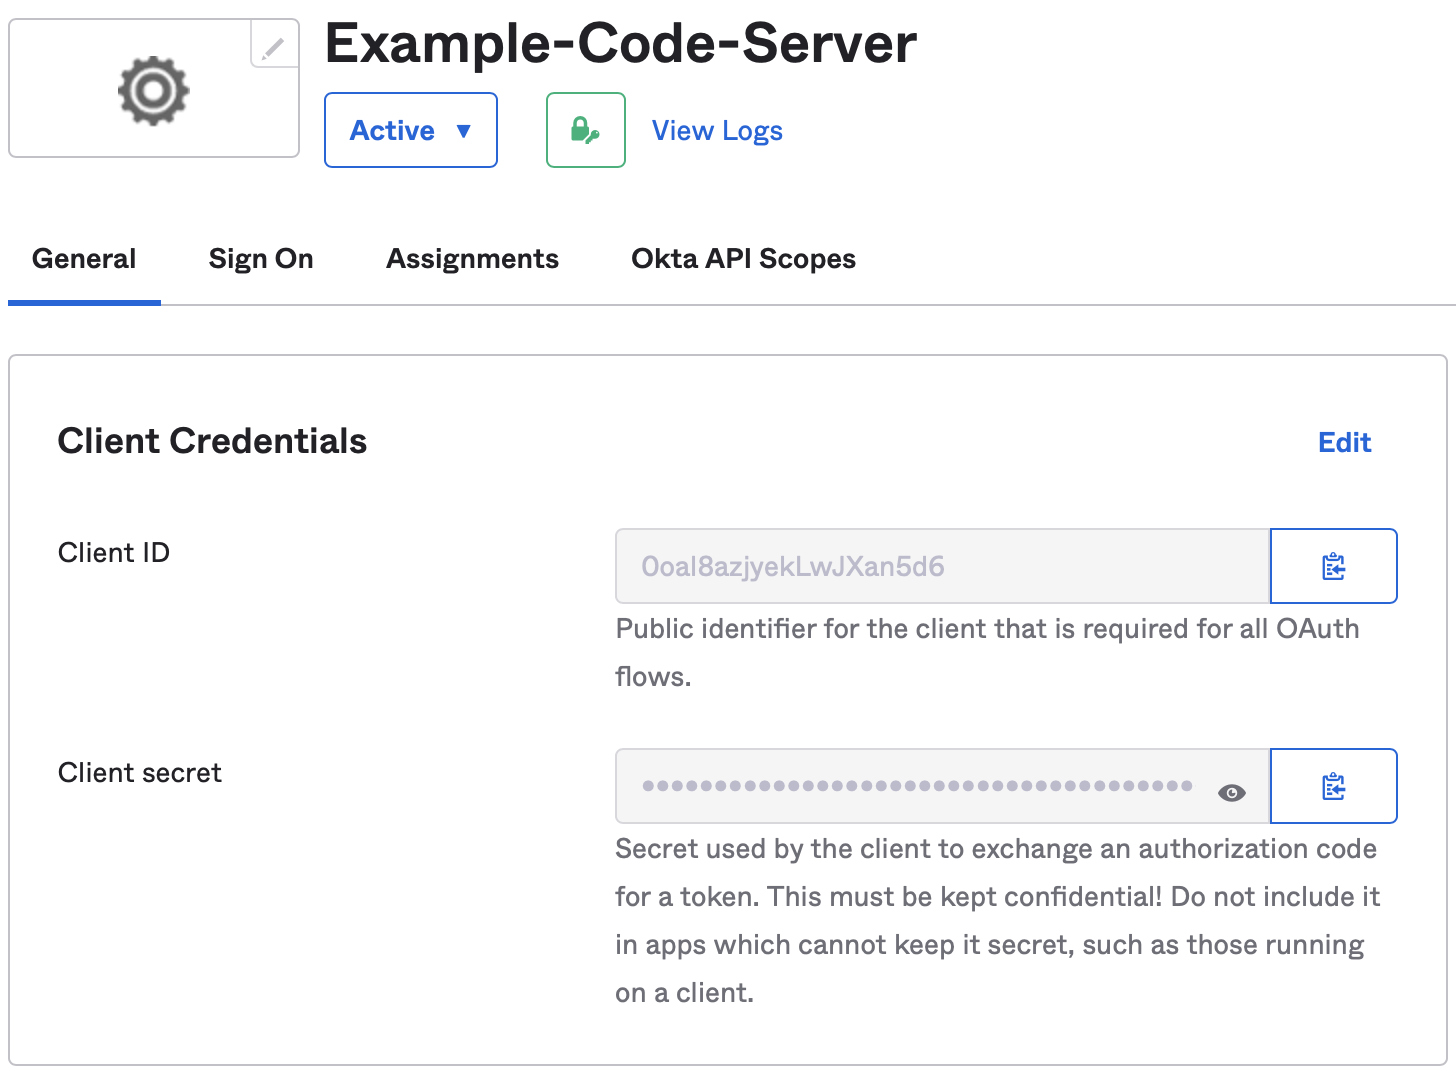 Example-Code-Server
Active ▼
View Logs
General
Sign On
Assignments
Okta API Scopes
Client Credentials
Edit
Client ID
0oal8azjyekLwJXan5d6
Public identifier for the client that is required for all OAuth
flows.
Client secret
••••••••••••••••••••••••••••••••••••••
Secret used by the client to exchange an authorization code
for a token. This must be kept confidential! Do not include it
in apps which cannot keep it secret, such as those running
on a client.